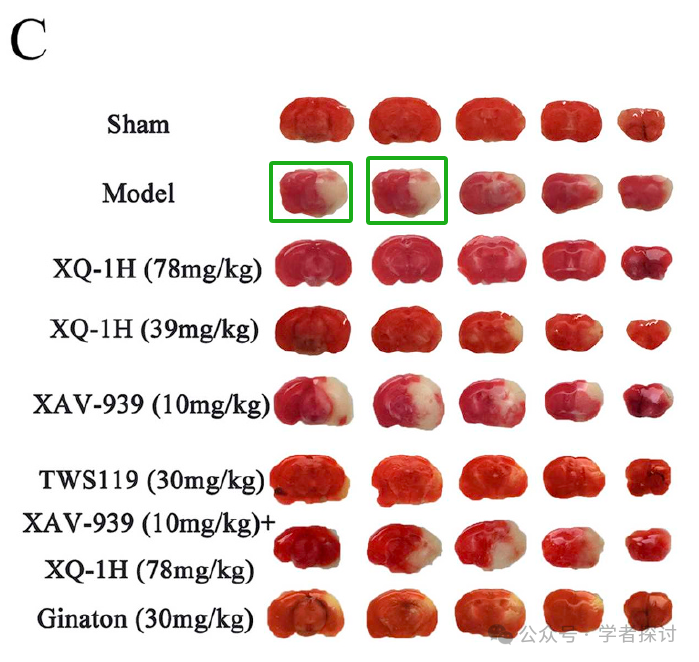 C
Sham
Model
XQ-1H (78mg/kg)
XQ-1H (39mg/kg)
XAV-939 (10mg/kg)
TWS119 (30mg/kg)
XAV-939 (10mg/kg)+
XQ-1H (78mg/kg)
Ginaton (30mg/kg)
公众号·学者探讨